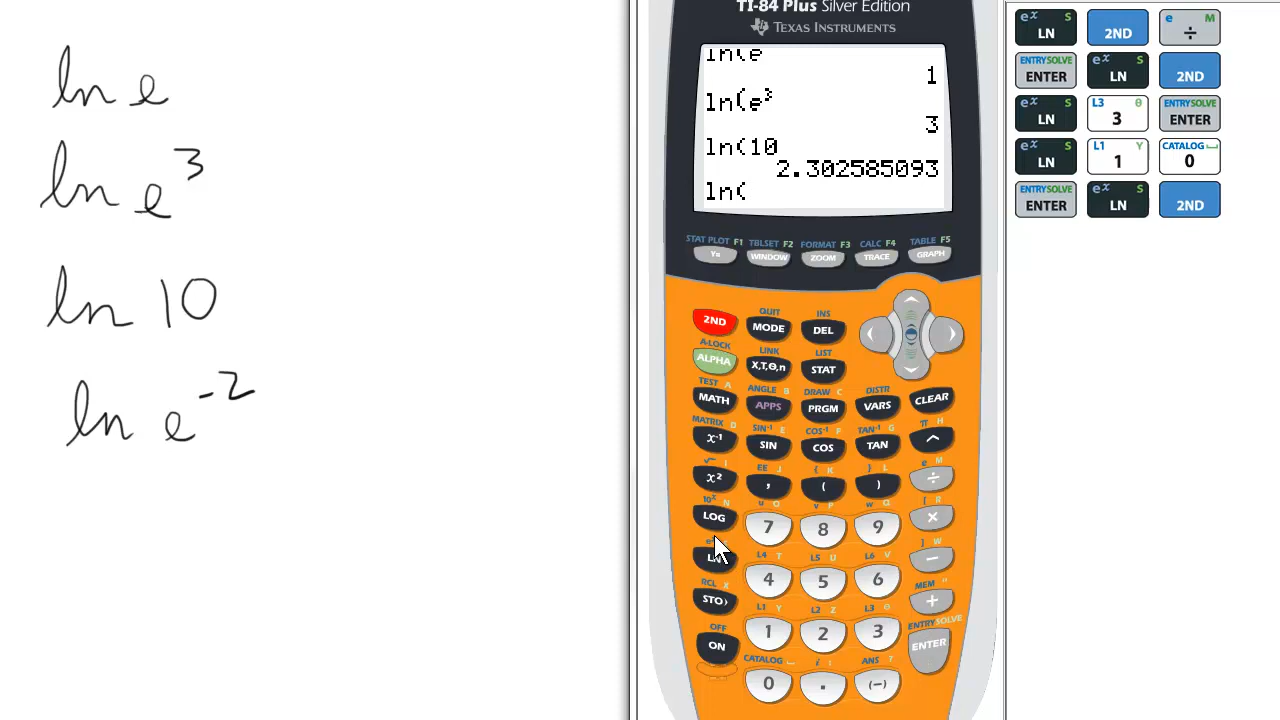 ln e
ln e³
ln 10
ln e⁻²
TI-84 Plus Silver Edition
TEXAS INSTRUMENTS
ln(e
1
ln(e³
3
ln(10
2.302585093
ln(
STAT PLOT F1 TBLSET F2 FORMAT F3 CALC F4 TABLE F5
Y= WINDOW ZOOM TRACE GRAPH
QUIT INS
2ND MODE DEL
A-LOCK LINK LIST
ALPHA X,T,Θ,n STAT
TEST A ANGLE B DRAW C DISTR
MATH APPS PRGM VARS CLEAR
MATRIX D SIN⁻¹ E COS⁻¹ F TAN⁻¹ G π H
x⁻¹ SIN COS TAN ^
√ I EE J { K } L e M
x² , ( ) ÷
10ˣ N u O v P w Q [ R
LOG 7 8 9 ×
L4 T L5 U L6 V ] W
LN 4 5 6 −
RCL X L1 Y L2 Z L3 θ MEM "
STO› 1 2 3 +
OFF ENTRY SOLVE
ON ENTER
CATALOG i : ANS ?
0 . (-)
eˣ S e M
LN 2ND ÷
ENTRY SOLVE eˣ S
ENTER LN 2ND
eˣ S L3 θ ENTRY SOLVE
LN 3 ENTER
eˣ S L1 Y CATALOG
LN 1 0
ENTRY SOLVE eˣ S
ENTER LN 2ND